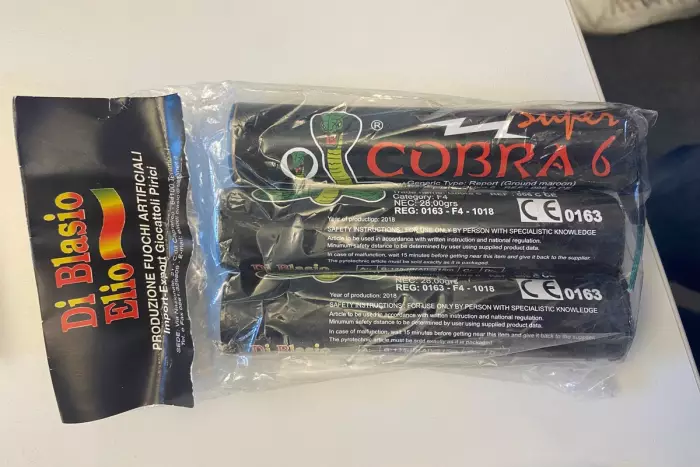 Di Blasio
Elio
PRODUZIONE FUOCHI ARTIFICIALI
Import-Export Giocattoli Pirici
super
®
COBRA 6
Generic Type: Report (Ground maroon)
Category: F4
NEC: 28,00grs
REG: 0163 - F4 - 1018
CE 0163
Year of production: 2018
SAFETY INSTRUCTIONS: FOR USE ONLY BY PERSON WITH SPECIALISTIC KNOWLEDGE
Article to be used in accordance with written instruction and national regulation.
Minimum safety distance to be determined by user using supplied product data.
In case of malfunction, wait 15 minutes before getting near this item and give it back to the supplier.
The pyrotechnic article must be sold exactly as it is
Di Blasio
NEC: 28,00grs
REG: 0163 - F4 - 1018
CE 0163
Year of production: 2018
SAFETY INSTRUCTIONS: FOR USE ONLY BY PERSON WITH SPECIALISTIC KNOWLEDGE
Article to be used in accordance with written instruction and national regulation.
Minimum safety distance to be determined by user using supplied product data.
In case of malfunction, wait 15 minutes before getting near this item and give it back to the supplier.
The pyrotechnic article must be sold exactly as it is
Di Blasio